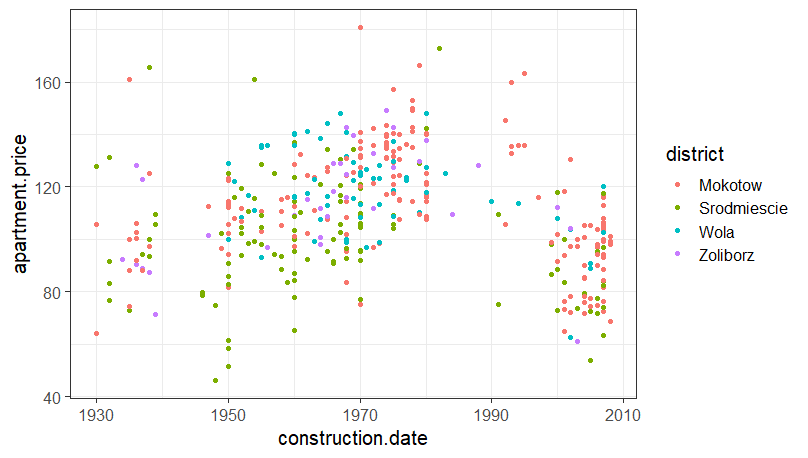 apartment.price
160
120
80
40
1930
1950
1970
1990
2010
construction.date
district
Mokotow
Srodmiescie
Wola
Zoliborz